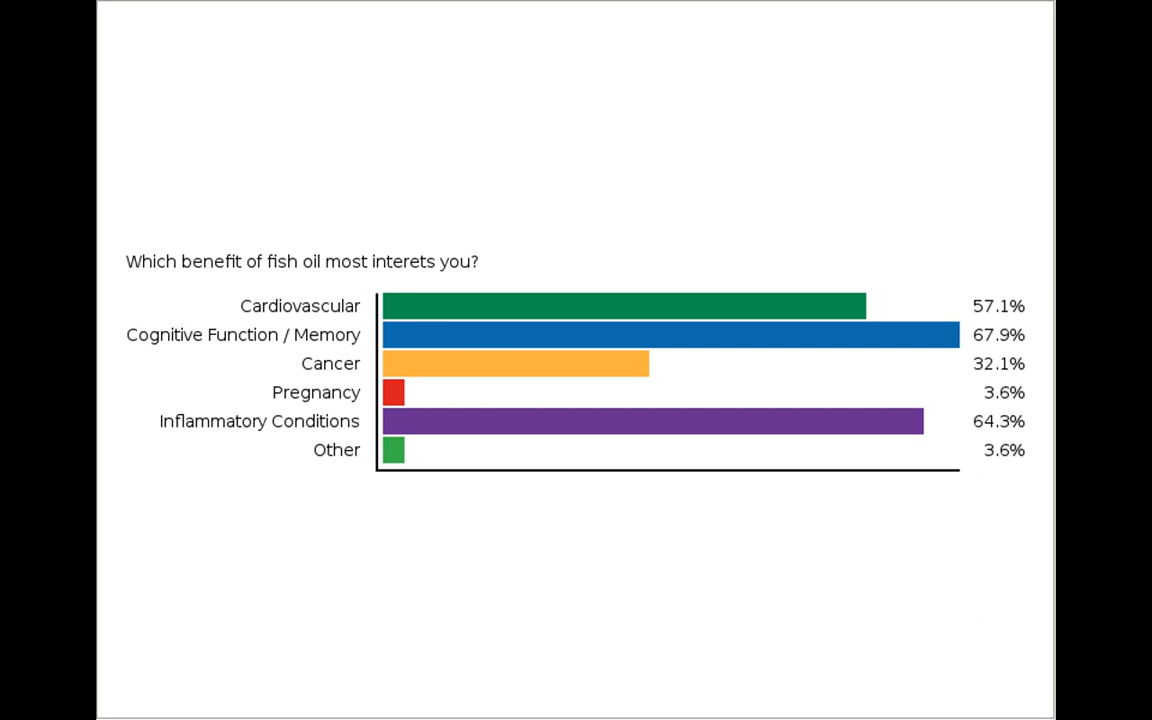 Which benefit of fish oil most interets you?
Cardiovascular 57.1%
Cognitive Function / Memory 67.9%
Cancer 32.1%
Pregnancy 3.6%
Inflammatory Conditions 64.3%
Other 3.6%